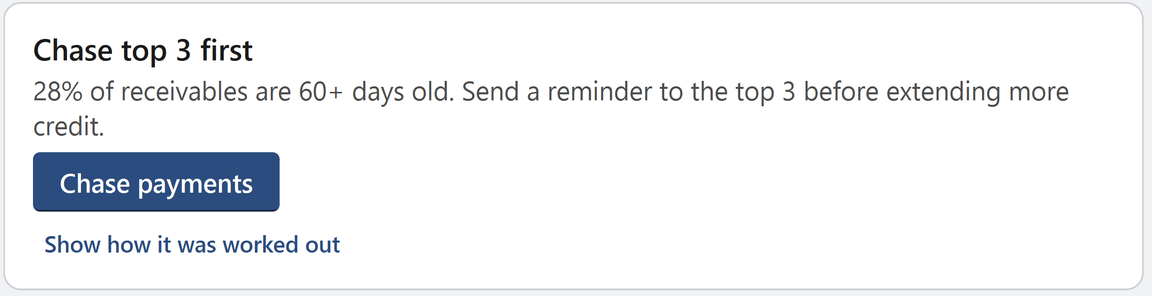 Chase top 3 first
28% of receivables are 60+ days old. Send a reminder to the top 3 before extending more
credit.
Chase payments
Show how it was worked out